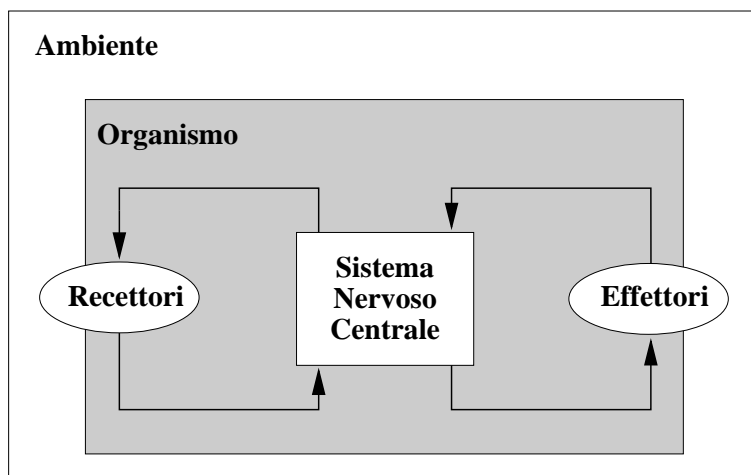 Ambiente
Organismo
Recettori
Sistema
Nervoso
Centrale
Effettori